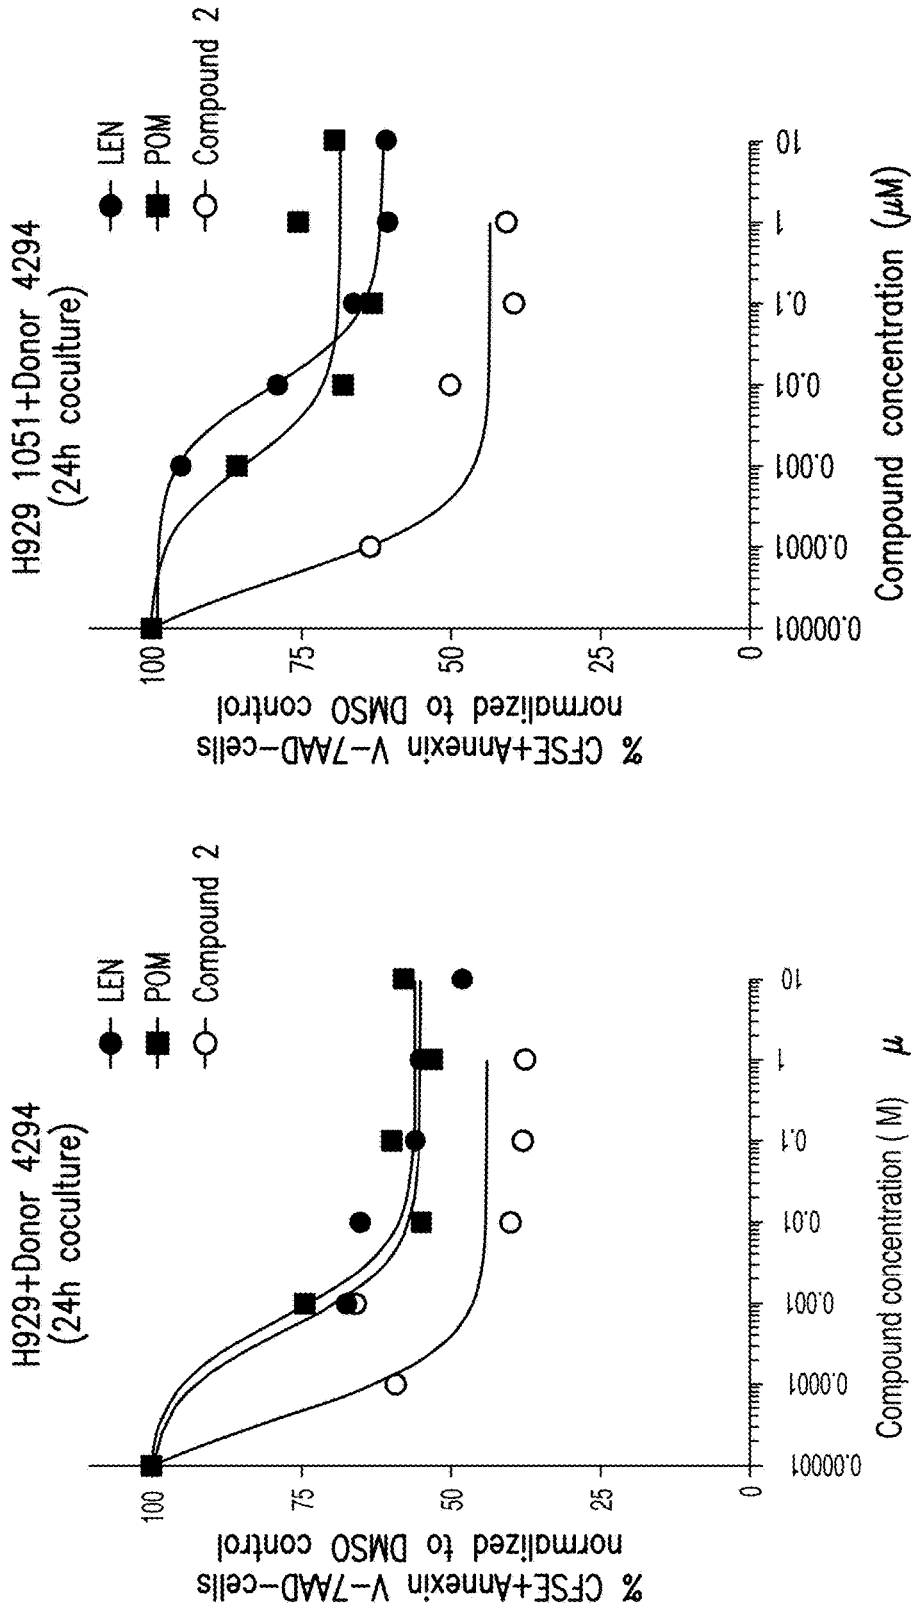 H929+Donor 4294
(24h coculture)
LEN
POM
Compound 2
% CFSE+Annexin V-7AAD-cells
normalized to DMSO control
100
75
50
25
0
0.00001
0.0001
0.001
0.01
0.1
1
10
Compound concentration ( M) μ
H929 1051+Donor 4294
(24h coculture)
LEN
POM
Compound 2
% CFSE+Annexin V-7AAD-cells
normalized to DMSO control
100
75
50
25
0
0.00001
0.0001
0.001
0.01
0.1
1
10
Compound concentration (μM)